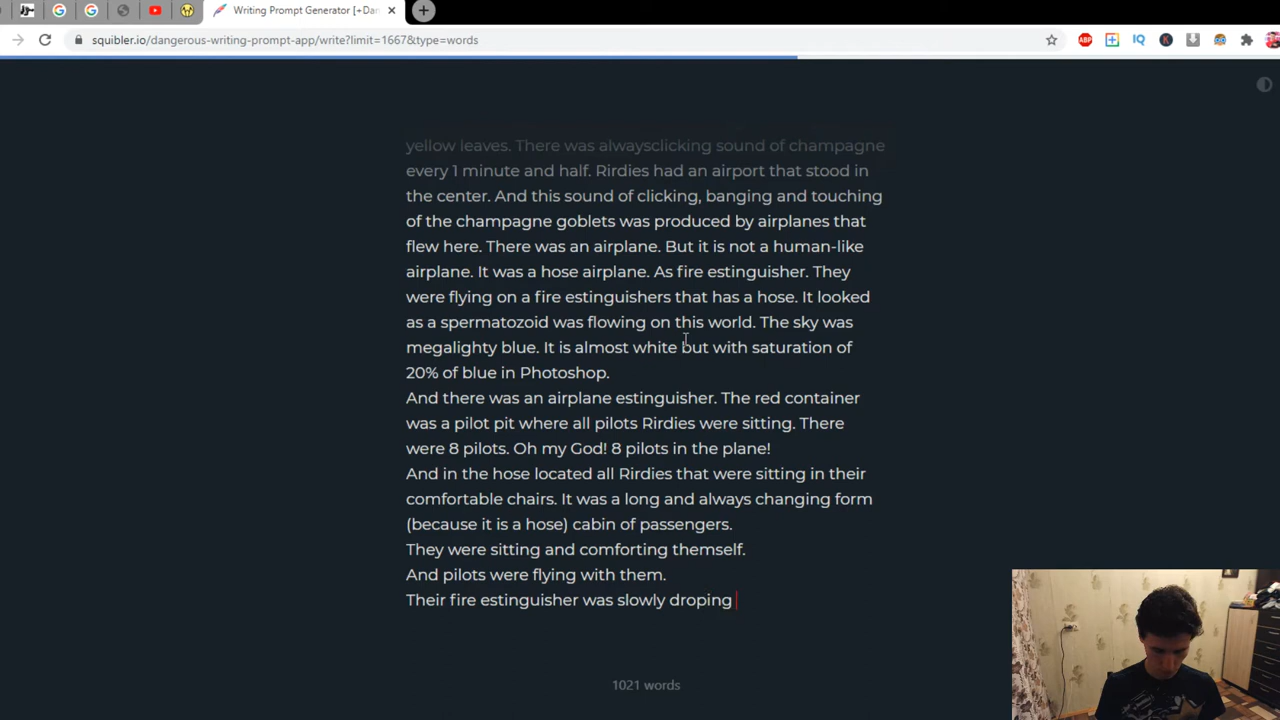 Writing Prompt Generator [+Dan
squibler.io/dangerous-writing-prompt-app/write?limit=1667&type=words
ABP
IQ
K
yellow leaves. There was alwaysclicking sound of champagne
every 1 minute and half. Rirdies had an airport that stood in
the center. And this sound of clicking, banging and touching
of the champagne goblets was produced by airplanes that
flew here. There was an airplane. But it is not a human-like
airplane. It was a hose airplane. As fire estinguisher. They
were flying on a fire estinguishers that has a hose. It looked
as a spermatozoid was flowing on this world. The sky was
megalighty blue. It is almost white but with saturation of
20% of blue in Photoshop.
And there was an airplane estinguisher. The red container
was a pilot pit where all pilots Rirdies were sitting. There
were 8 pilots. Oh my God! 8 pilots in the plane!
And in the hose located all Rirdies that were sitting in their
comfortable chairs. It was a long and always changing form
(because it is a hose) cabin of passengers.
They were sitting and comforting themself.
And pilots were flying with them.
Their fire estinguisher was slowly droping
1021 words